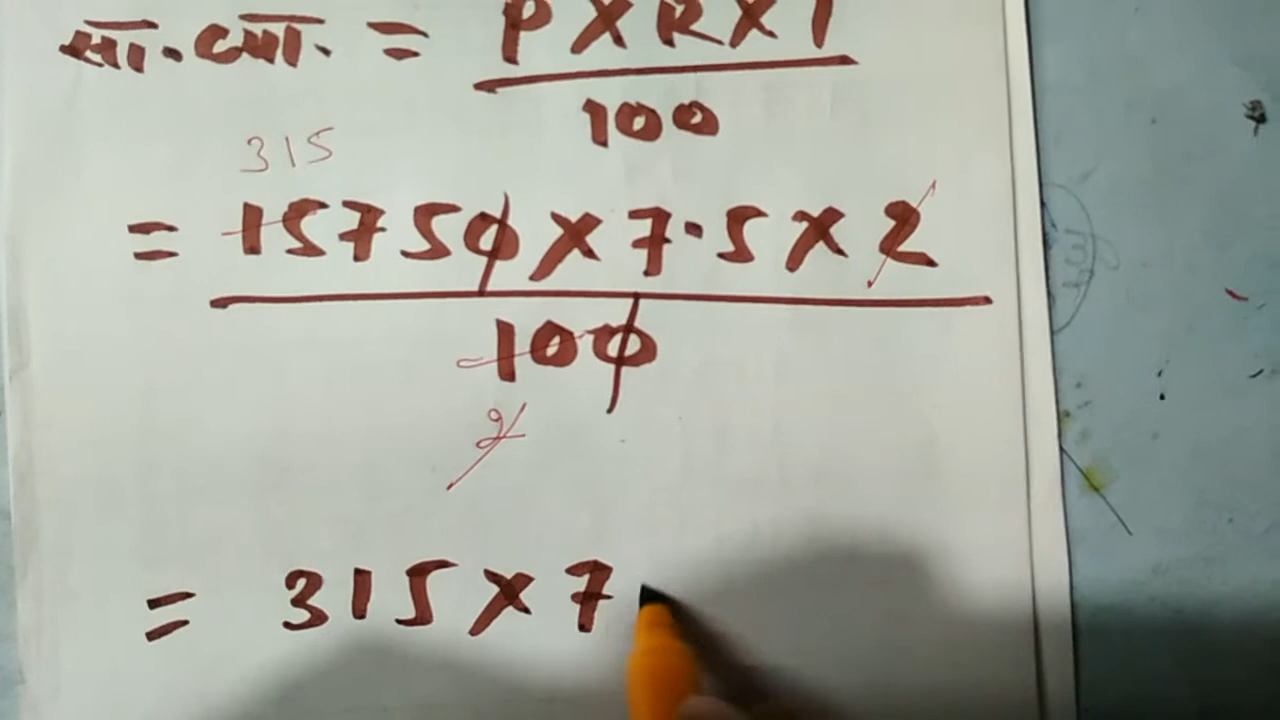 सा. ब्या. = P X R X T
100
315
= 15750 X 7.5 X 2
100
2
= 315 X 7